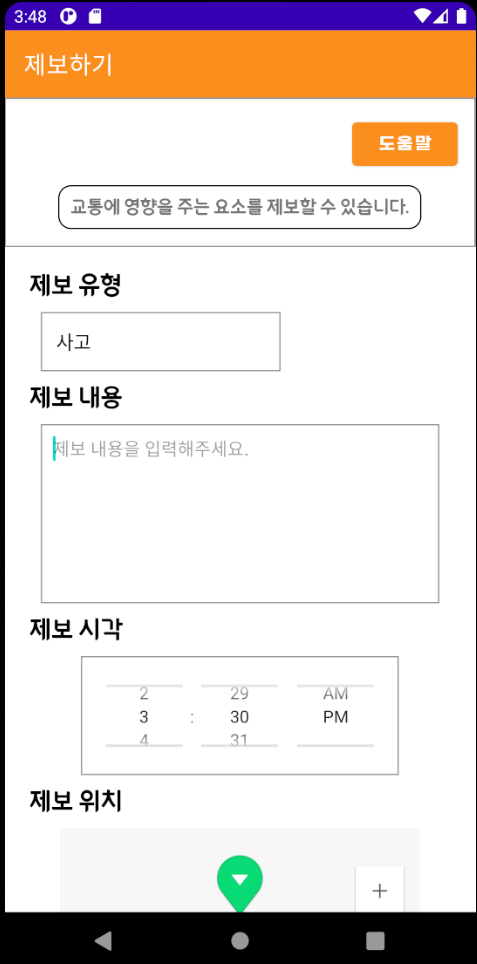 3:48
제보하기
도움말
교통에 영향을 주는 요소를 제보할 수 있습니다.
제보 유형
사고
제보 내용
제보 내용을 입력해주세요.
제보 시각
2 29 AM
3 : 30 PM
4 31
제보 위치
+